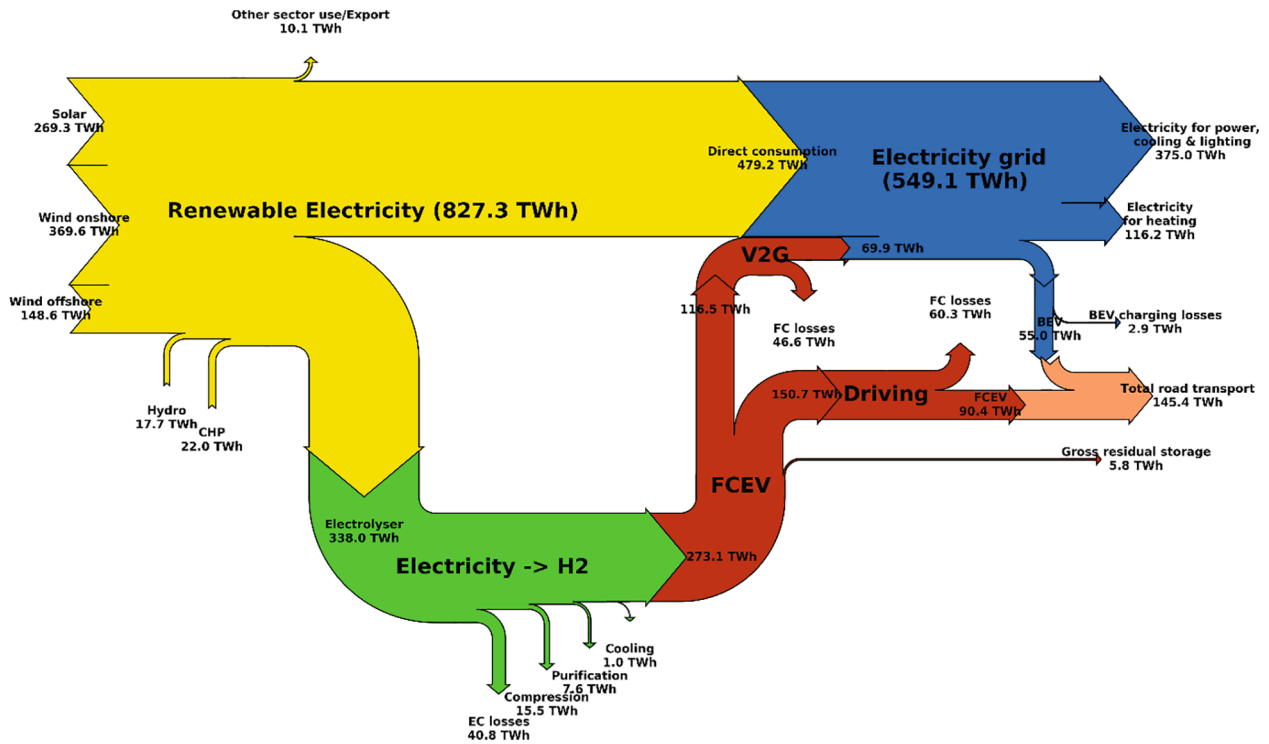 Other sector use/Export
10.1 TWh
Solar
269.3 TWh
Direct consumption
479.2 TWh
Electricity grid
(549.1 TWh)
Electricity for power,
cooling & lighting
375.0 TWh
Renewable Electricity (827.3 TWh)
Wind onshore
369.6 TWh
Electricity
for heating
116.2 TWh
V2G
69.9 TWh
Wind offshore
148.6 TWh
116.5 TWh
FC losses
46.6 TWh
FC losses
60.3 TWh
BEV
55.0 TWh
BEV charging losses
2.9 TWh
Hydro
17.7 TWh
CHP
22.0 TWh
150.7 TWh
Driving
FCEV
90.4 TWh
Total road transport
145.4 TWh
Gross residual storage
5.8 TWh
FCEV
Electrolyser
338.0 TWh
Electricity -> H2
273.1 TWh
Cooling
1.0 TWh
Purification
7.6 TWh
Compression
15.5 TWh
EC losses
40.8 TWh